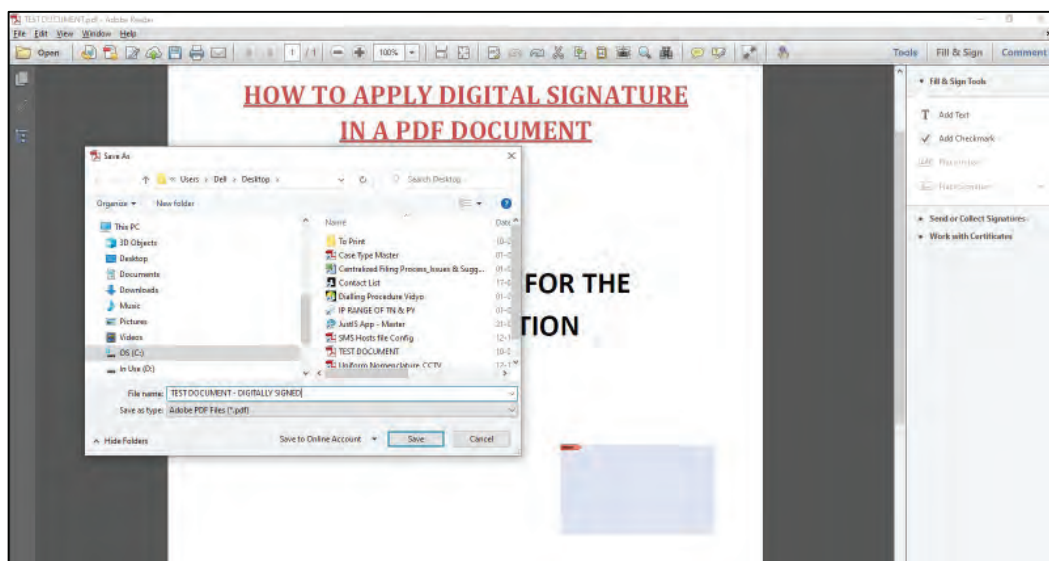 TEST DOCUMENT.pdf - Adobe Reader
File Edit View Window Help
Open 1 / 1 100% Tools Fill & Sign Comment
HOW TO APPLY DIGITAL SIGNATURE
IN A PDF DOCUMENT
Fill & Sign Tools
T Add Text
Add Checkmark
Send or Collect Signatures
Work with Certificates
Save As
Users › Dell › Desktop ›
Search Desktop
Organize New folder
This PC
3D Objects
Desktop
Documents
Downloads
Music
Pictures
Videos
OS (C:)
In Use (D:)
Name Date
To Print
Case Type Master
Centralized Filing Process_Issues & Sugg...
Contact List
Dialling Procedure Vidyo
IP RANGE OF TN & PY
JustIS App - Master
SMS Hosts file Config
TEST DOCUMENT
Uniform Nomenclature CCTV
File name: TEST DOCUMENT - DIGITALLY SIGNED
Save as type: Adobe PDF Files (*.pdf)
Hide Folders
Save to Online Account Save Cancel
FOR THE
TION